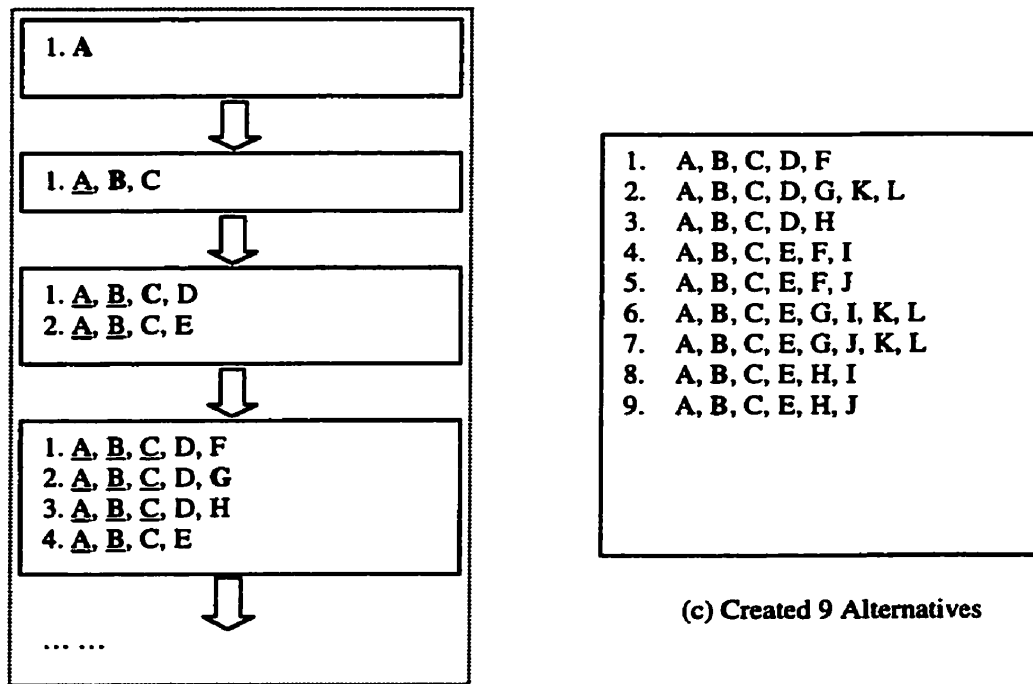 1. A
1. A, B, C
1. A, B, C, D
2. A, B, C, E
1. A, B, C, D, F
2. A, B, C, D, G
3. A, B, C, D, H
4. A, B, C, E
... ...
1. A, B, C, D, F
2. A, B, C, D, G, K, L
3. A, B, C, D, H
4. A, B, C, E, F, I
5. A, B, C, E, F, J
6. A, B, C, E, G, I, K, L
7. A, B, C, E, G, J, K, L
8. A, B, C, E, H, I
9. A, B, C, E, H, J
(c) Created 9 Alternatives